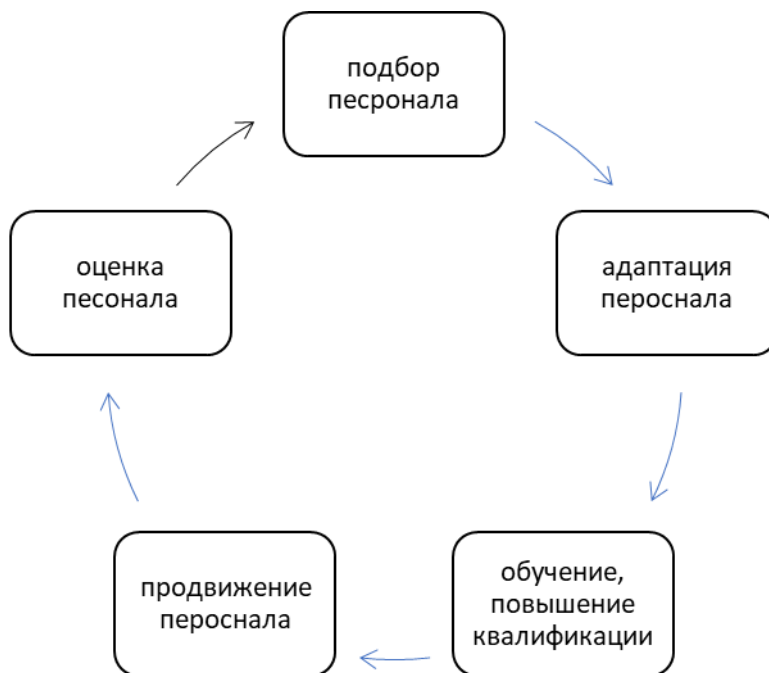 подбор
песронала
оценка
песонала
адаптация
пероснала
продвижение
пероснала
обучение,
повышение
квалификации